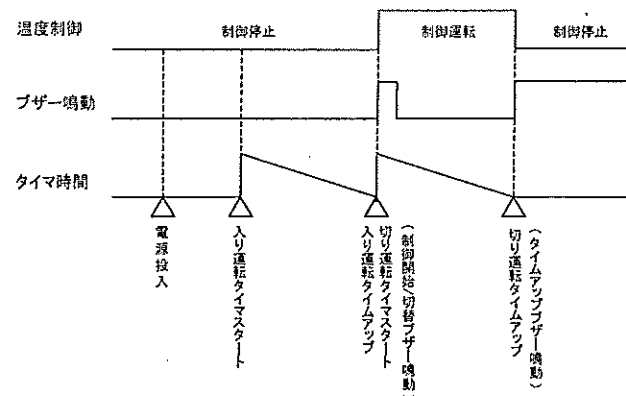 温度制御
制御停止
制御運転
制御停止
ブザー鳴動
タイマ時間
電源投入
入り運転タイマスタート
入り運転タイムアップ
切り運転タイマスタート
(制御開始/切替ブザー鳴動)
切り運転タイムアップ
(タイムアップブザー鳴動)